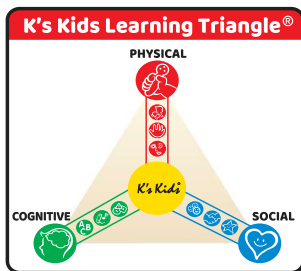 K's Kids Learning Triangle®
PHYSICAL
K's Kids
COGNITIVE
A
B
SOCIAL